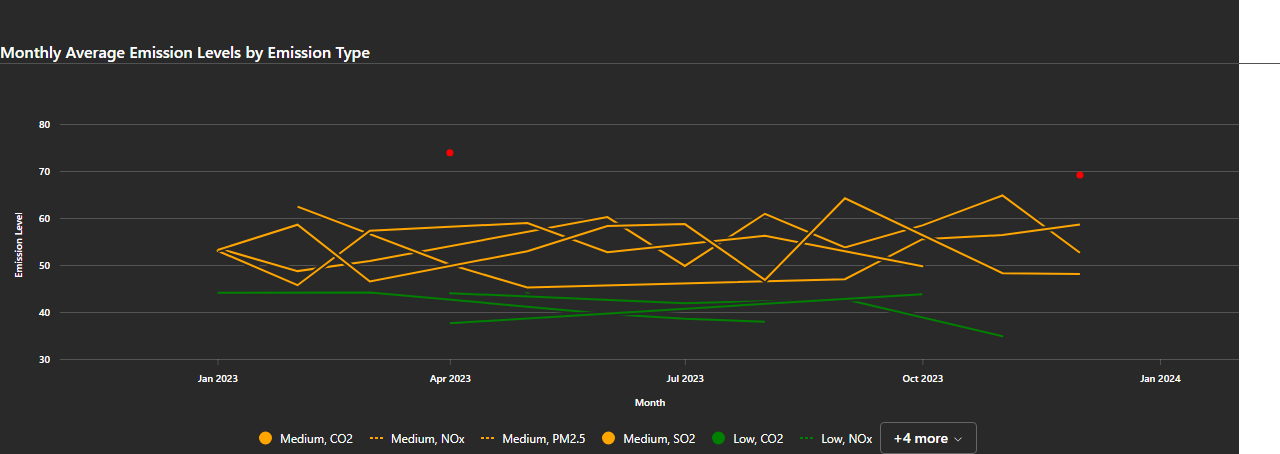 Monthly Average Emission Levels by Emission Type
80
70
60
50
40
30
Emission Level
Jan 2023 Apr 2023 Jul 2023 Oct 2023 Jan 2024
Month
Medium, CO2 Medium, NOx Medium, PM2.5 Medium, SO2 Low, CO2 Low, NOx +4 more